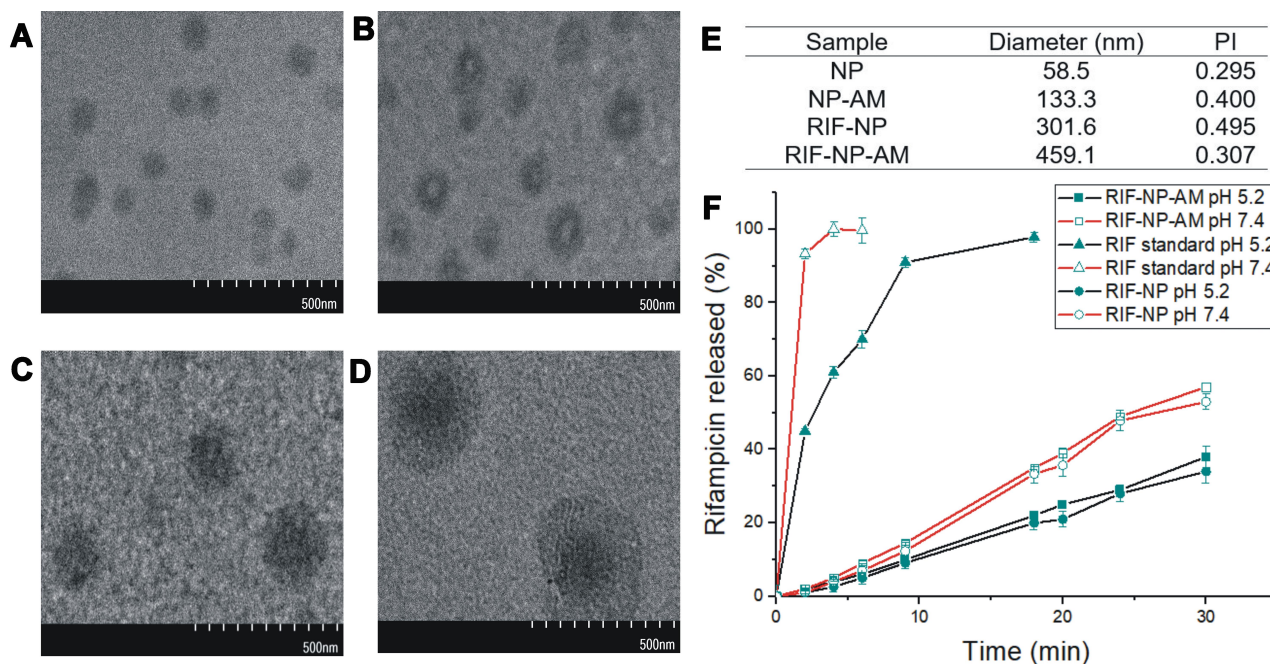 A
500nm
B
500nm
C
500nm
D
500nm
E
Sample Diameter (nm) PI
NP 58.5 0.295
NP-AM 133.3 0.400
RIF-NP 301.6 0.495
RIF-NP-AM 459.1 0.307
F
RIF-NP-AM pH 5.2
RIF-NP-AM pH 7.4
RIF standard pH 5.2
RIF standard pH 7.4
RIF-NP pH 5.2
RIF-NP pH 7.4
Rifampicin released (%)
100
80
60
40
20
0
0 10 20 30
Time (min)